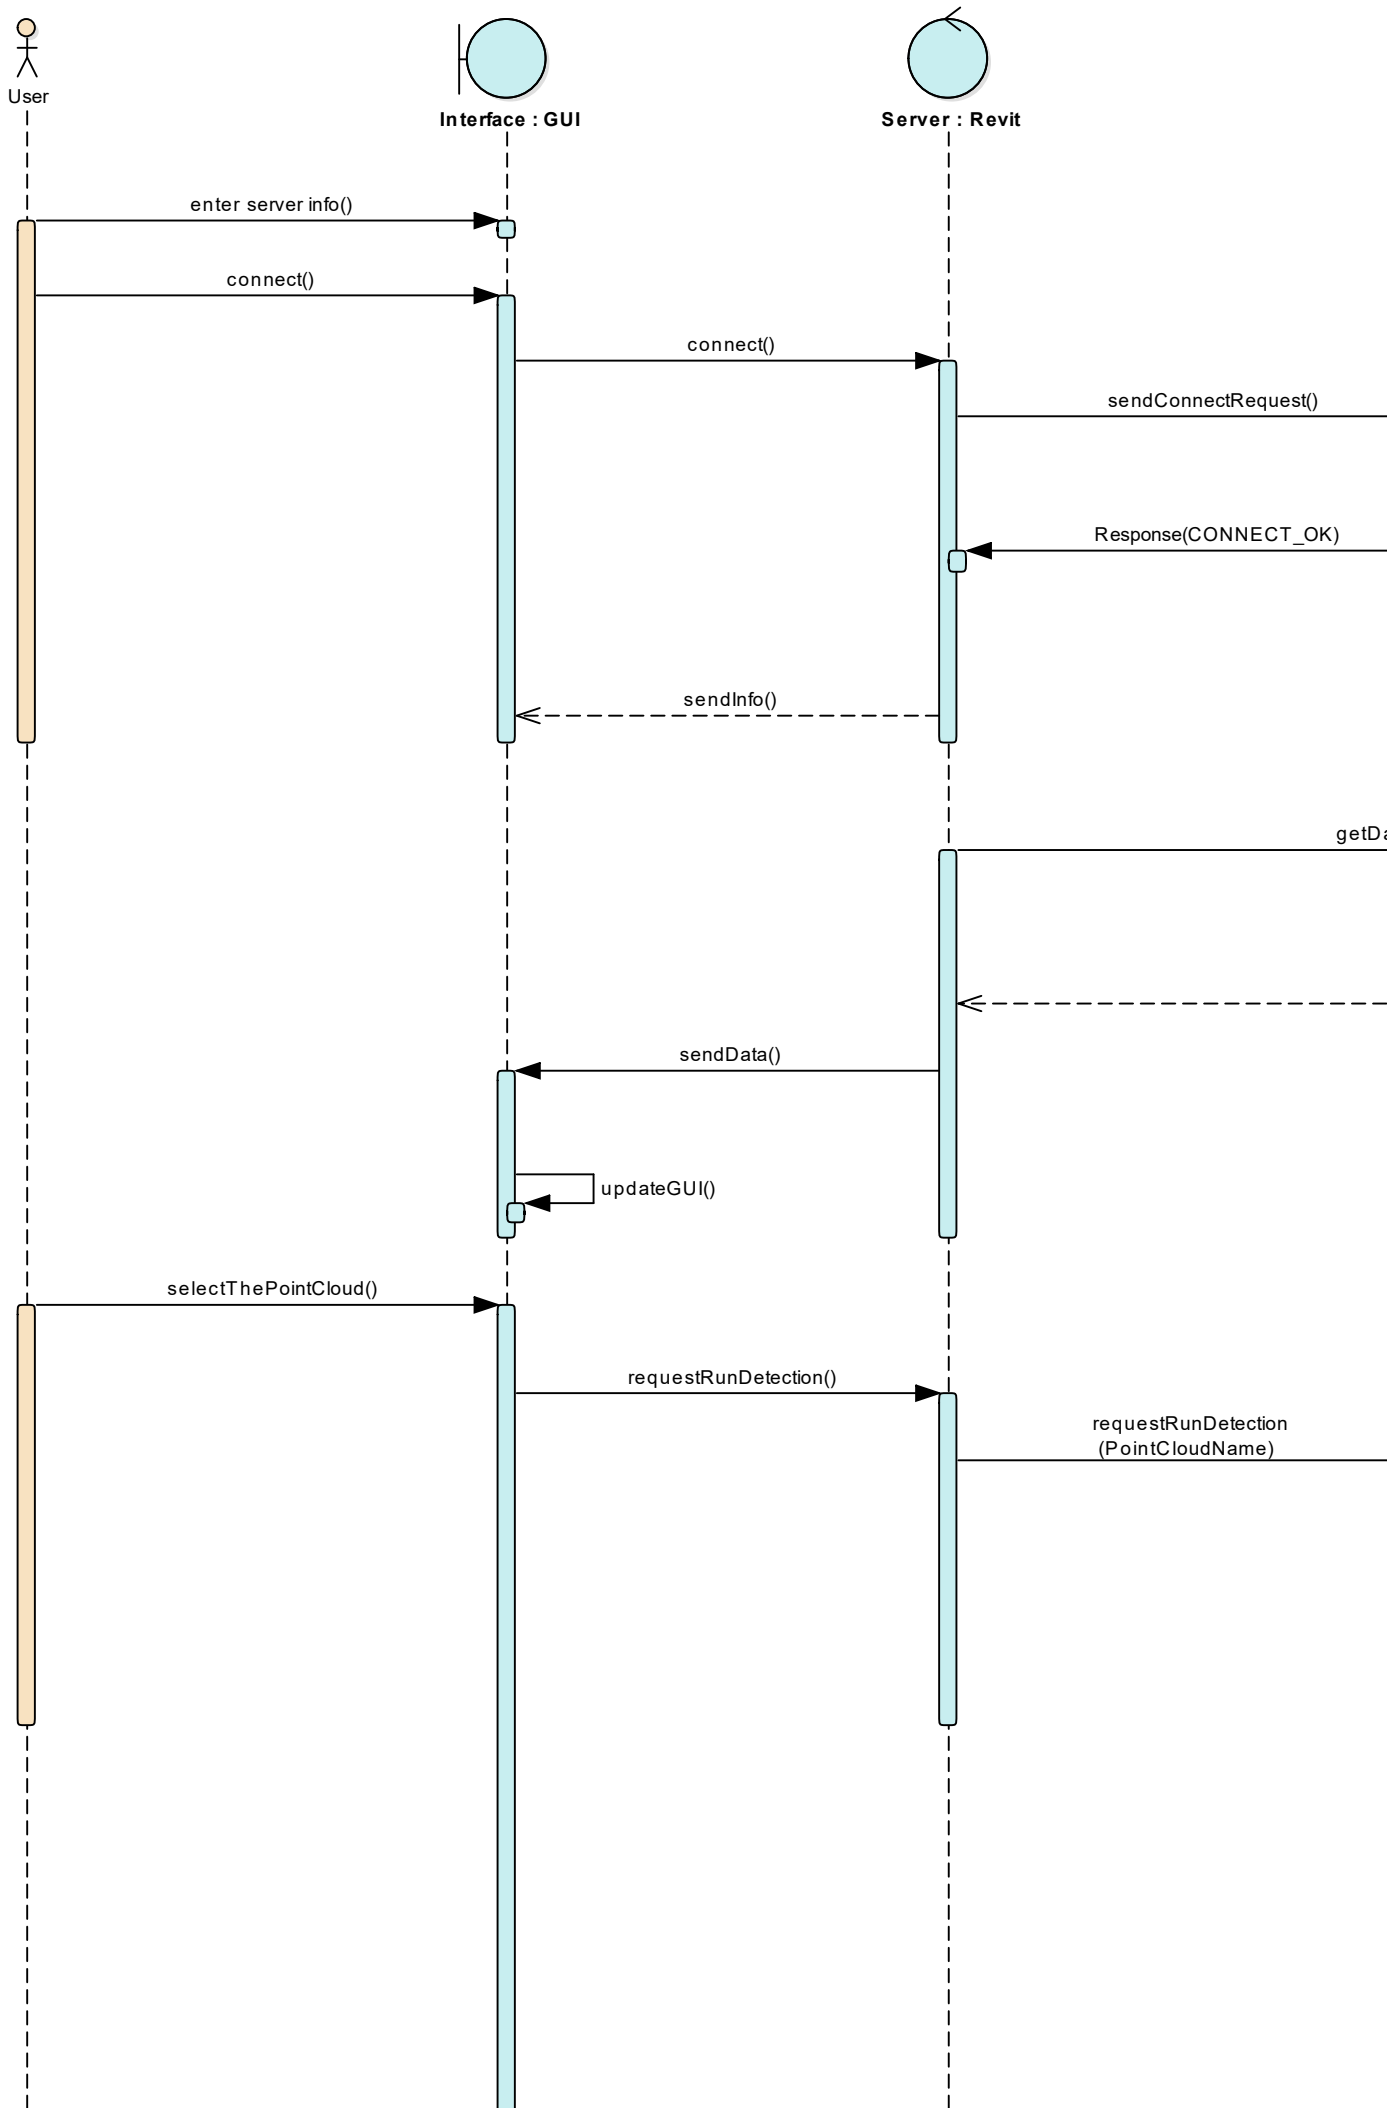 User
Interface : GUI
Server : Revit
enter server info()
connect()
connect()
sendConnectRequest()
Response(CONNECT_OK)
sendInfo()
getDa
sendData()
updateGUI()
selectThePointCloud()
requestRunDetection()
requestRunDetection
(PointCloudName)